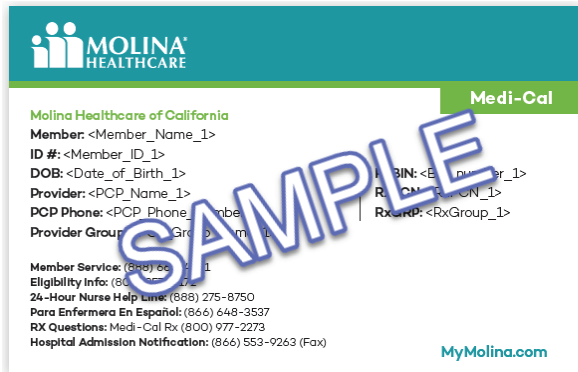 MOLINA®
HEALTHCARE
Medi-Cal
Molina Healthcare of California
Member: <Member_Name_1>
ID #: <Member_ID_1>
DOB: <Date_of_Birth_1>
Provider: <PCP_Name_1>
PCP Phone:
Provider Group
RxGRP: <RxGroup_1>
SAMPLE
Member Service: (888)
Eligibility Info:
24-Hour Nurse Help Line: (888) 275-8750
Para Enfermera En Español: (866) 648-3537
RX Questions: Medi-Cal Rx (800) 977-2273
Hospital Admission Notification: (866) 553-9263 (Fax)
MyMolina.com